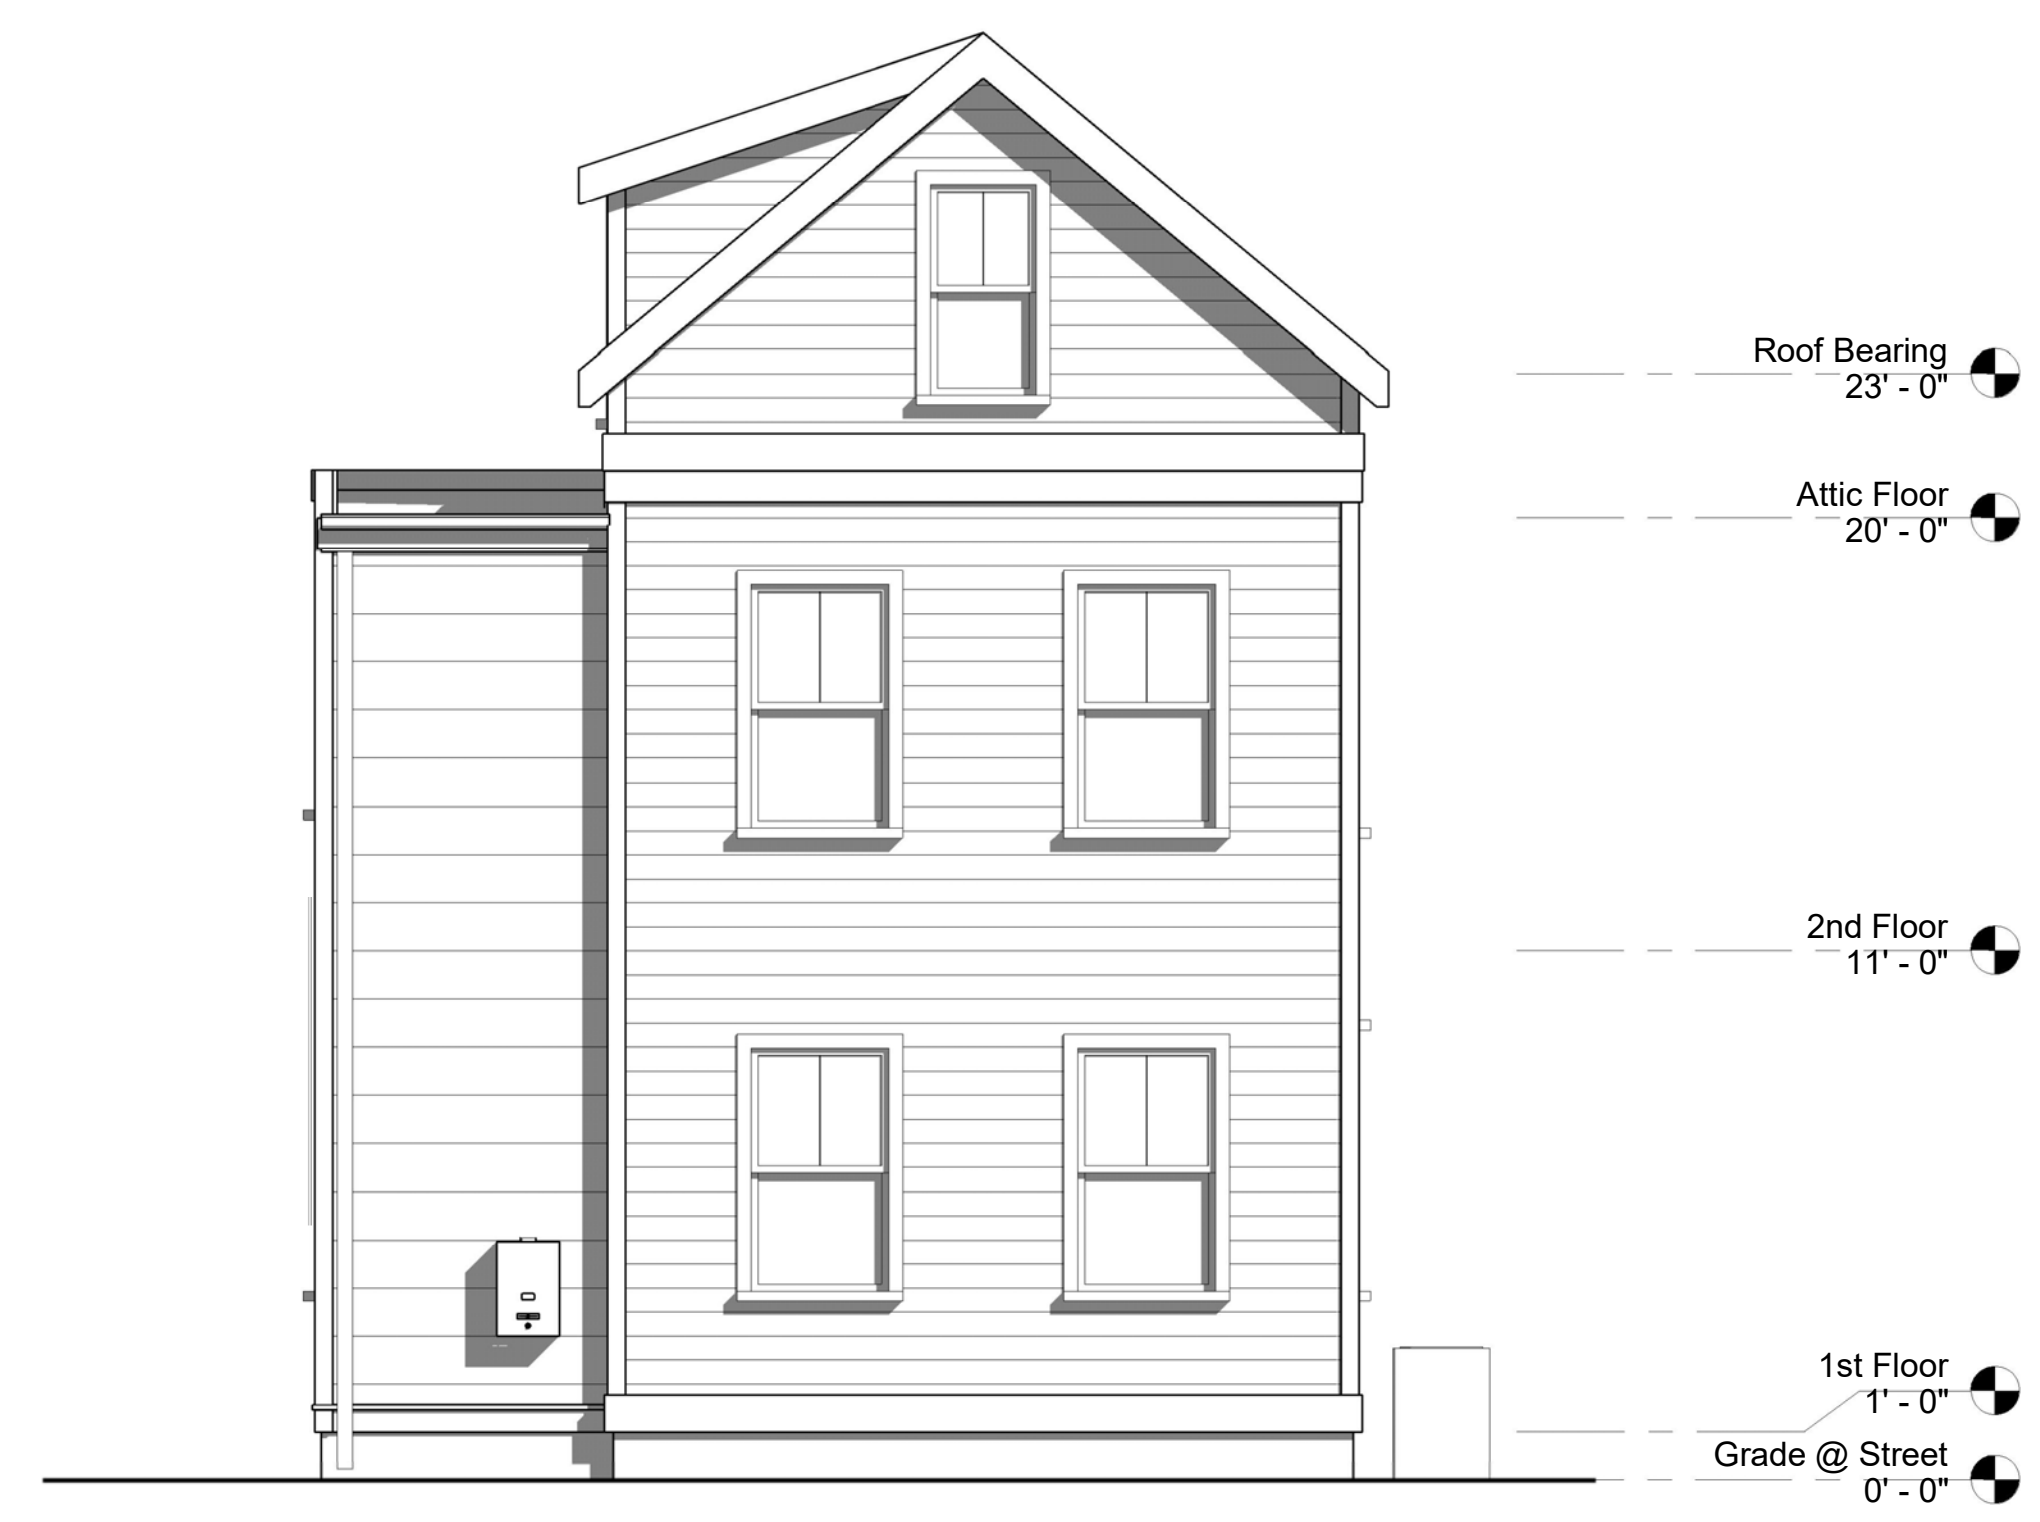 Roof Bearing
23' - 0"
Attic Floor
20' - 0"
2nd Floor
11' - 0"
1st Floor
1' - 0"
Grade @ Street
0' - 0"